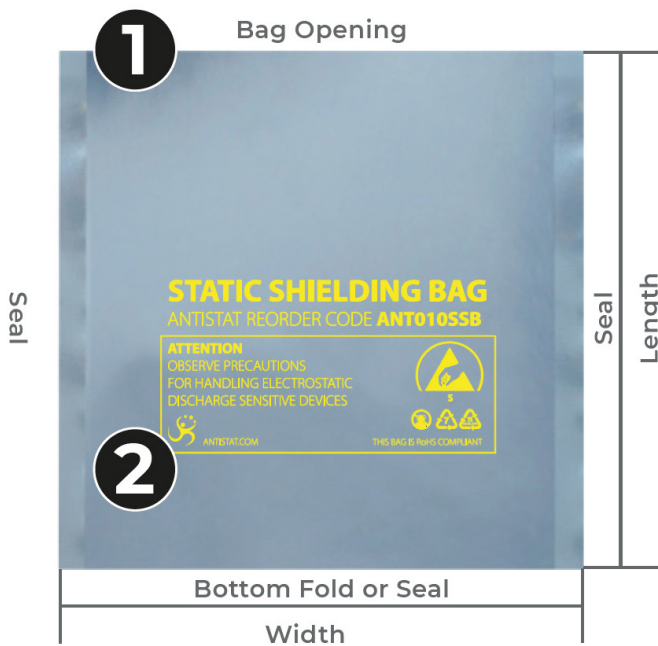 1
Bag Opening
Seal
STATIC SHIELDING BAG
ANTISTAT REORDER CODE ANT010SSB
ATTENTION
OBSERVE PRECAUTIONS
FOR HANDLING ELECTROSTATIC
DISCHARGE SENSITIVE DEVICES
S
ANTISTAT.COM
THIS BAG IS RoHS COMPLIANT
2
Seal
Length
Bottom Fold or Seal
Width